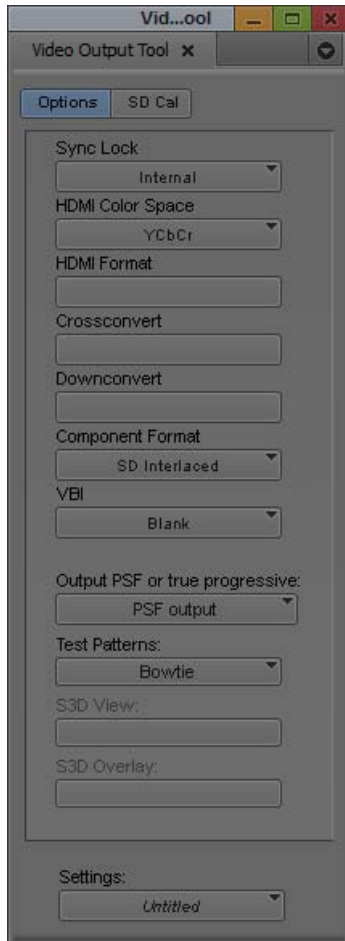 Vid...ool
Video Output Tool
Options SD Cal
Sync Lock
Internal
HDMI Color Space
YCbCr
HDMI Format
Crossconvert
Downconvert
Component Format
SD Interlaced
VBI
Blank
Output PSF or true progressive:
PSF output
Test Patterns:
Bowtie
S3D View:
S3D Overlay:
Settings:
Untitled